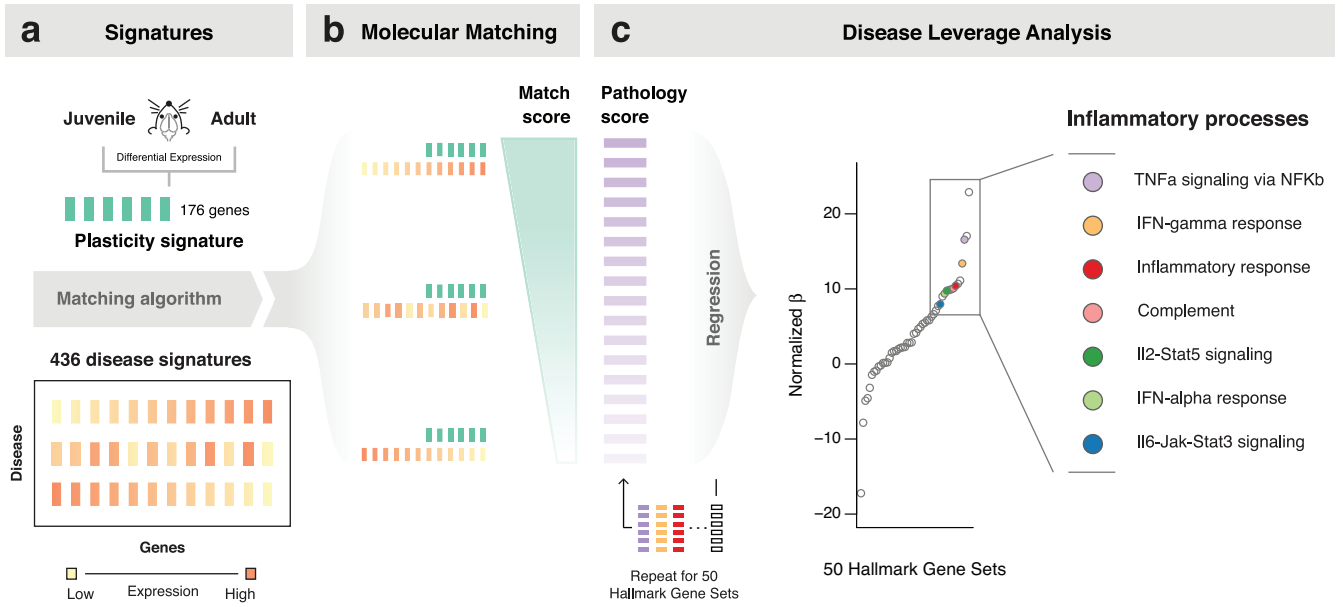 a
Signatures
Juvenile
Adult
Differential Expression
176 genes
Plasticity signature
Matching algorithm
436 disease signatures
Disease
Genes
Low
Expression
High
b
Molecular Matching
Match
score
c
Disease Leverage Analysis
Pathology
score
Regression
...
Repeat for 50
Hallmark Gene Sets
Normalized β
20
10
0
−10
−20
50 Hallmark Gene Sets
Inflammatory processes
TNFa signaling via NFKb
IFN-gamma response
Inflammatory response
Complement
Il2-Stat5 signaling
IFN-alpha response
Il6-Jak-Stat3 signaling